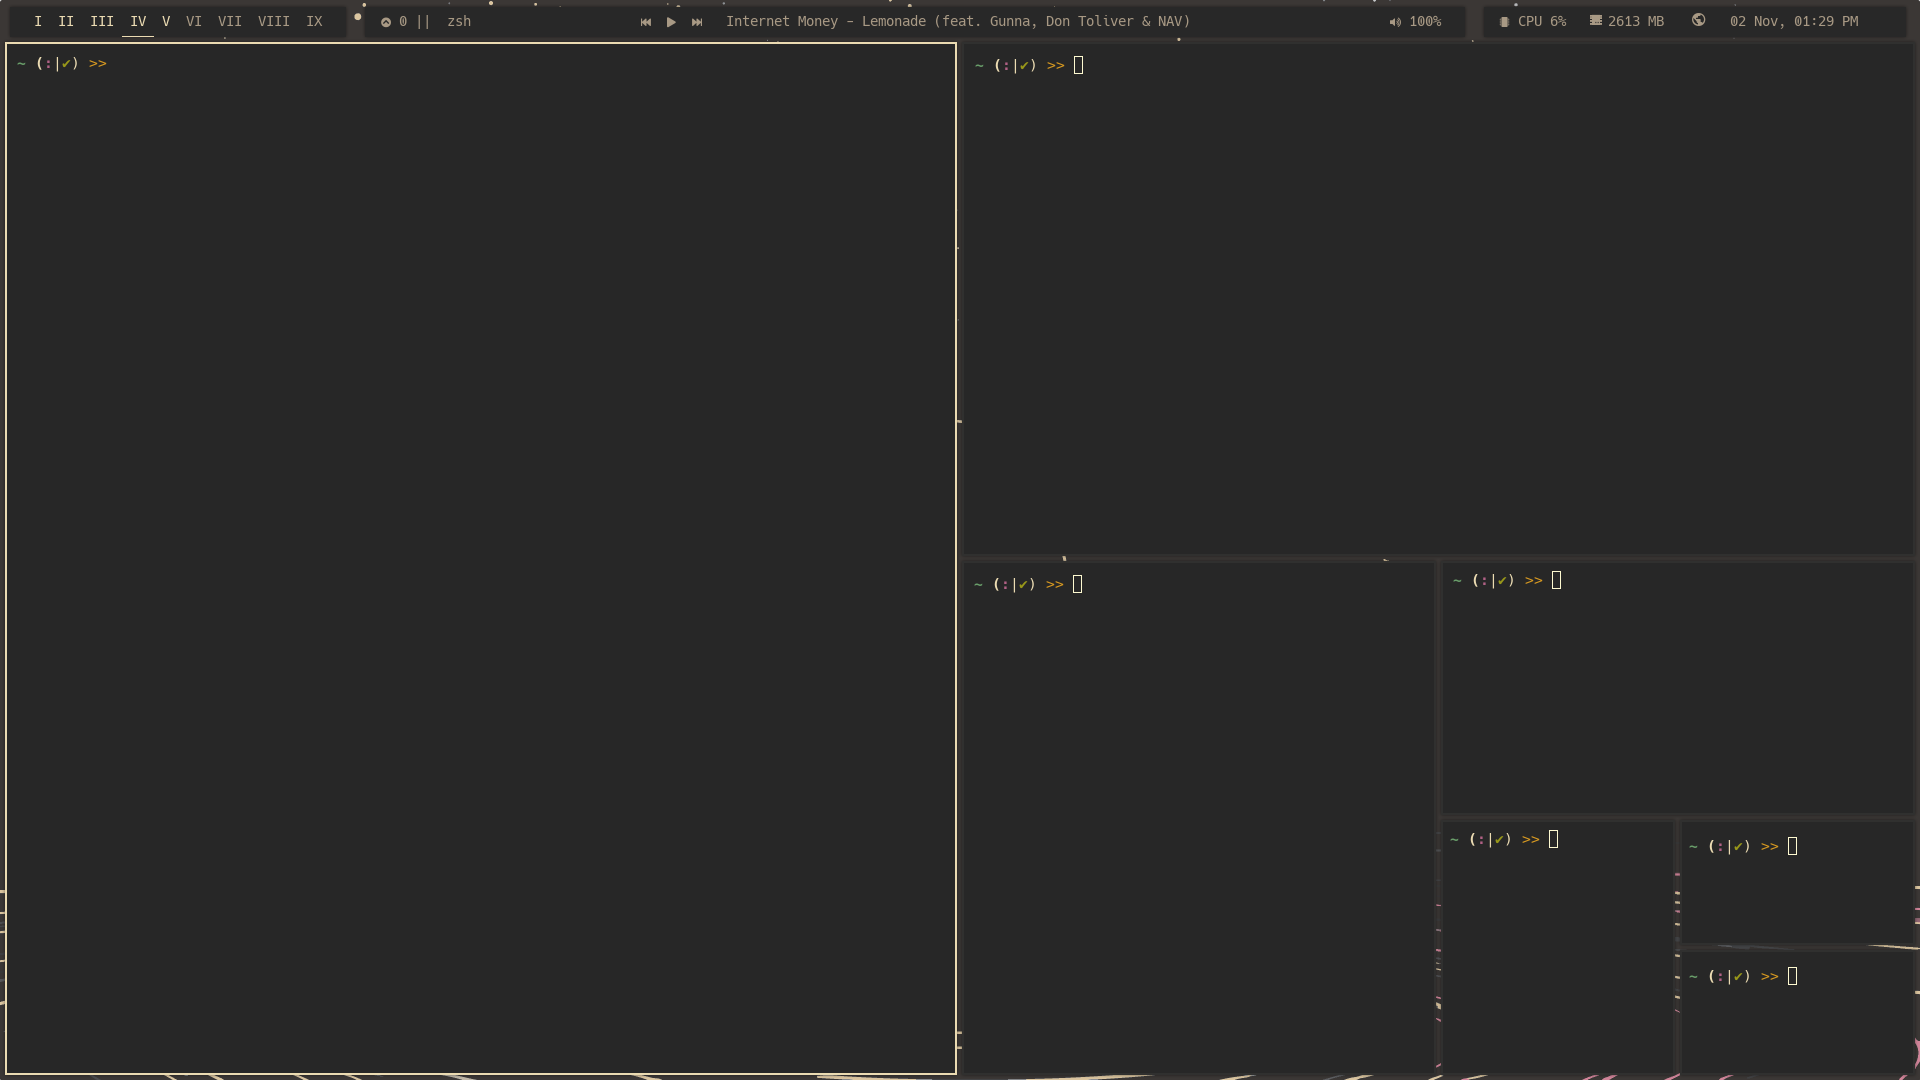 I II III IV V VI VII VIII IX 0 || zsh Internet Money - Lemonade (feat. Gunna, Don Toliver & NAV) 100% CPU 6% 2613 MB 02 Nov, 01:29 PM
~ (:|✔) >>
~ (:|✔) >>
~ (:|✔) >>
~ (:|✔) >>
~ (:|✔) >>
~ (:|✔) >>
~ (:|✔) >>